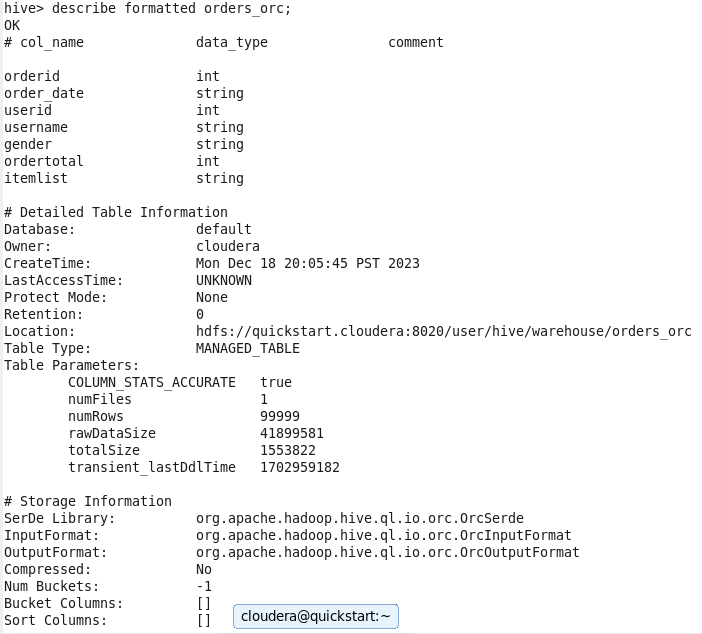 hive> describe formatted orders_orc;
OK
# col_name data_type comment
orderid int
order_date string
userid int
username string
gender string
ordertotal int
itemlist string
# Detailed Table Information
Database: default
Owner: cloudera
CreateTime: Mon Dec 18 20:05:45 PST 2023
LastAccessTime: UNKNOWN
Protect Mode: None
Retention: 0
Location: hdfs://quickstart.cloudera:8020/user/hive/warehouse/orders_orc
Table Type: MANAGED_TABLE
Table Parameters:
COLUMN_STATS_ACCURATE true
numFiles 1
numRows 99999
rawDataSize 41899581
totalSize 1553822
transient_lastDdlTime 1702959182
# Storage Information
SerDe Library: org.apache.hadoop.hive.ql.io.orc.OrcSerde
InputFormat: org.apache.hadoop.hive.ql.io.orc.OrcInputFormat
OutputFormat: org.apache.hadoop.hive.ql.io.orc.OrcOutputFormat
Compressed: No
Num Buckets: -1
Bucket Columns: []
Sort Columns: []
cloudera@quickstart:~